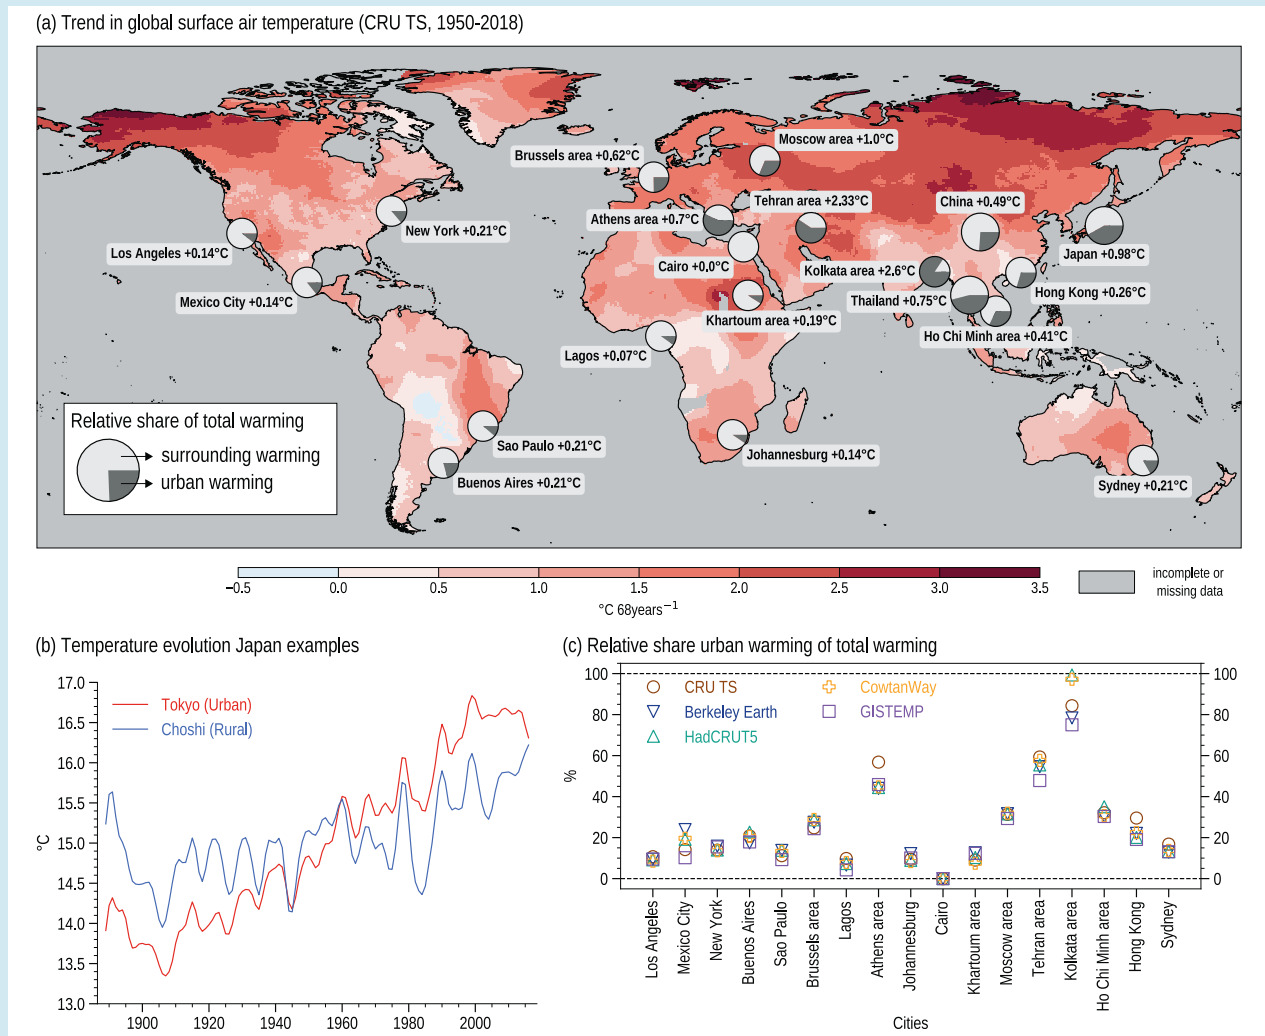 (a) Trend in global surface air temperature (CRU TS, 1950-2018)
Moscow area +1.0°C
Brussels area +0.62°C
Tehran area +2.33°C
China +0.49°C
Athens area +0.7°C
New York +0.21°C
Los Angeles +0.14°C
Japan +0.98°C
Cairo +0.0°C
Kolkata area +2.6°C
Hong Kong +0.26°C
Mexico City +0.14°C
Thailand +0.75°C
Khartoum area +0.19°C
Ho Chi Minh area +0.41°C
Lagos +0.07°C
Relative share of total warming
surrounding warming
urban warming
Sao Paulo +0.21°C
Johannesburg +0.14°C
Buenos Aires +0.21°C
Sydney +0.21°C
−0.5 0.0 0.5 1.0 1.5 2.0 2.5 3.0 3.5
°C 68years⁻¹
incomplete or
missing data
(b) Temperature evolution Japan examples
17.0
16.5
16.0
15.5
15.0
14.5
14.0
13.5
13.0
°C
Tokyo (Urban)
Choshi (Rural)
1900 1920 1940 1960 1980 2000
(c) Relative share urban warming of total warming
100
80
60
40
20
0
%
CRU TS
Berkeley Earth
HadCRUT5
CowtanWay
GISTEMP
100
80
60
40
20
0
Los Angeles
Mexico City
New York
Buenos Aires
Sao Paulo
Brussels area
Lagos
Athens area
Johannesburg
Cairo
Khartoum area
Moscow area
Tehran area
Kolkata area
Ho Chi Minh area
Hong Kong
Sydney
Cities